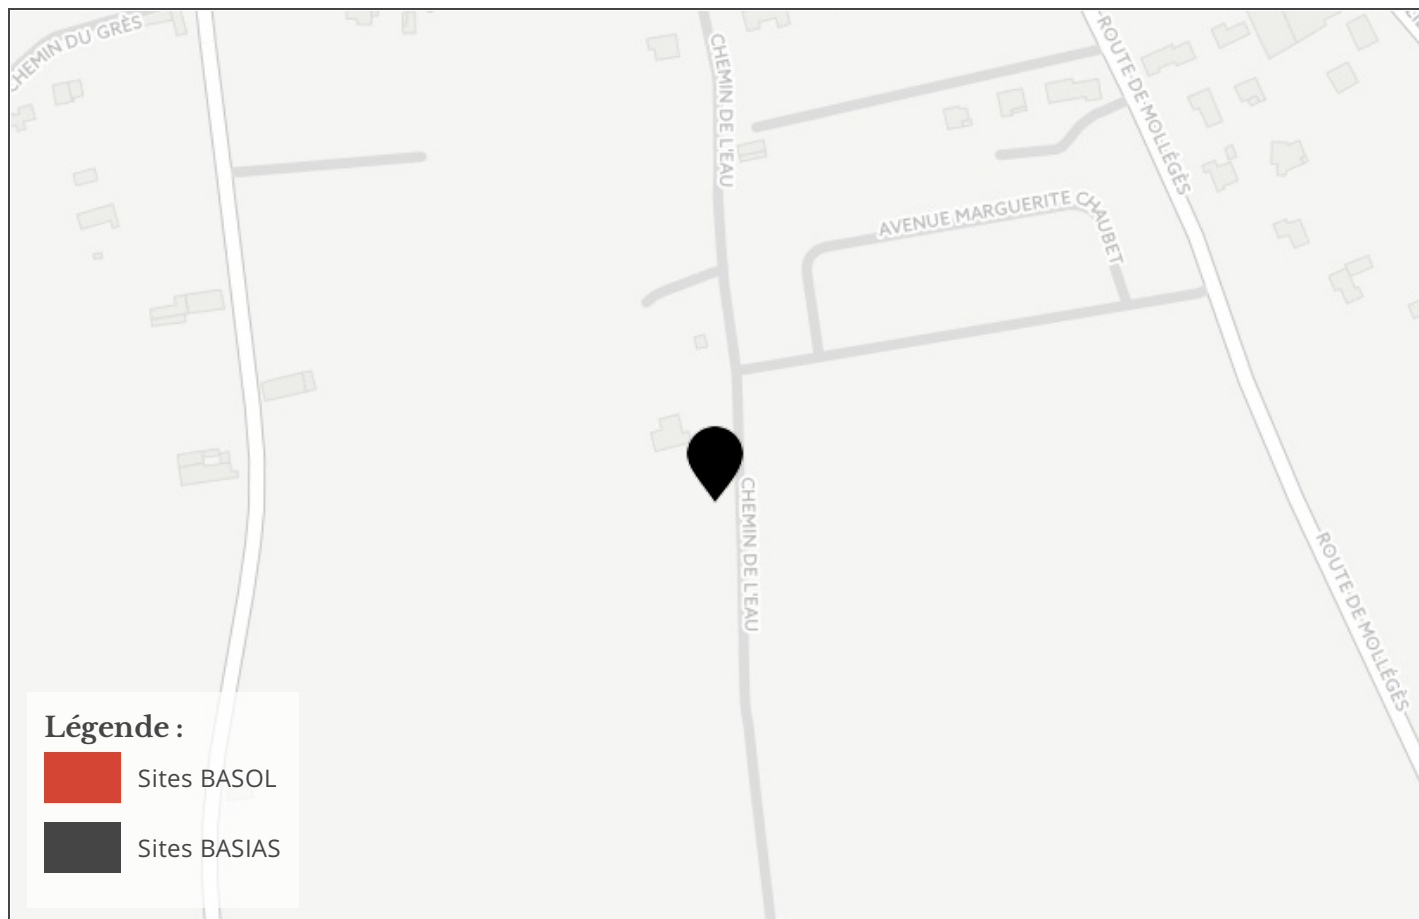 CHEMIN DU GRÈS
CHEMIN DE L'EAU
ROUTE DE MOLLÉGÈS
AVENUE MARGUERITE CHAUBET
CHEMIN DE L'EAU
ROUTE DE MOLLÉGÈS
Légende :
Sites BASOL
Sites BASIAS